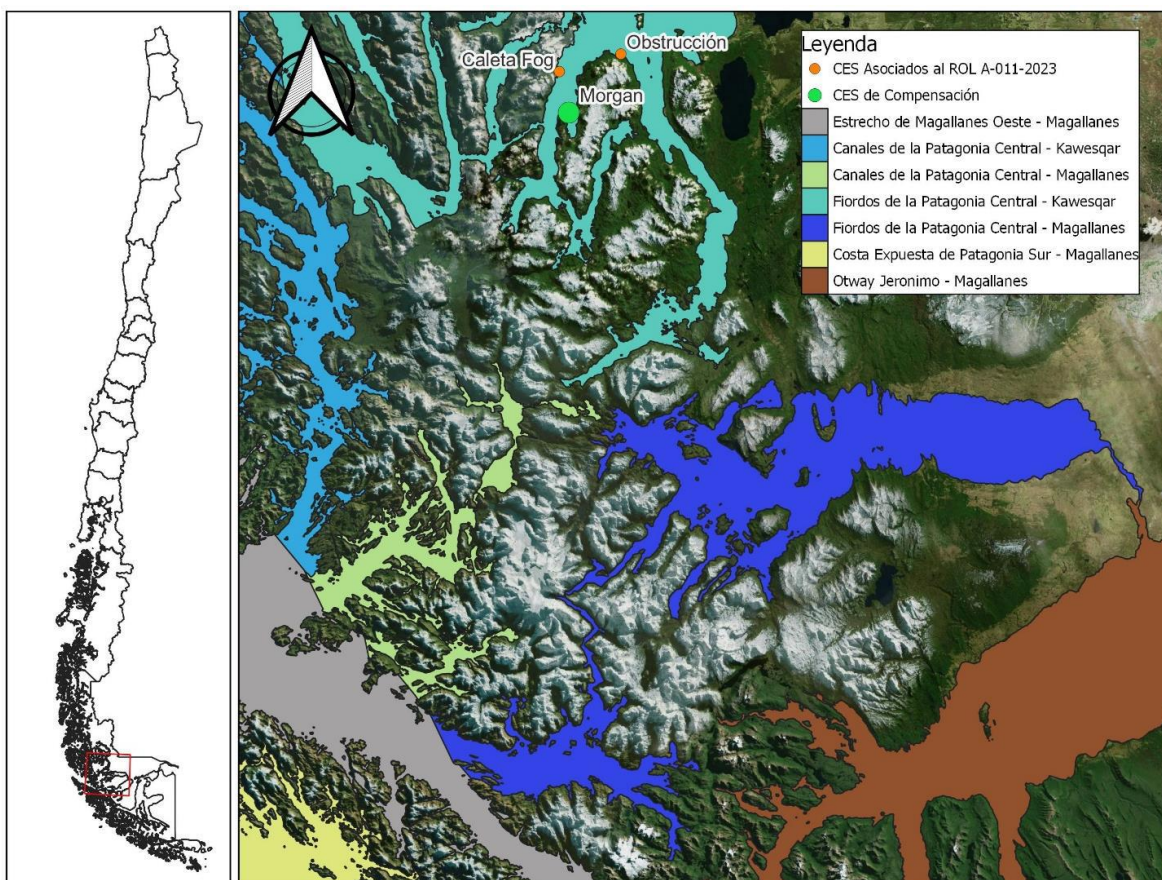 Obstrucción
Caleta Fog
Morgan
Leyenda
CES Asociados al ROL A-011-2023
CES de Compensación
Estrecho de Magallanes Oeste - Magallanes
Canales de la Patagonia Central - Kawesqar
Canales de la Patagonia Central - Magallanes
Fiordos de la Patagonia Central - Kawesqar
Fiordos de la Patagonia Central - Magallanes
Costa Expuesta de Patagonia Sur - Magallanes
Otway Jeronimo - Magallanes